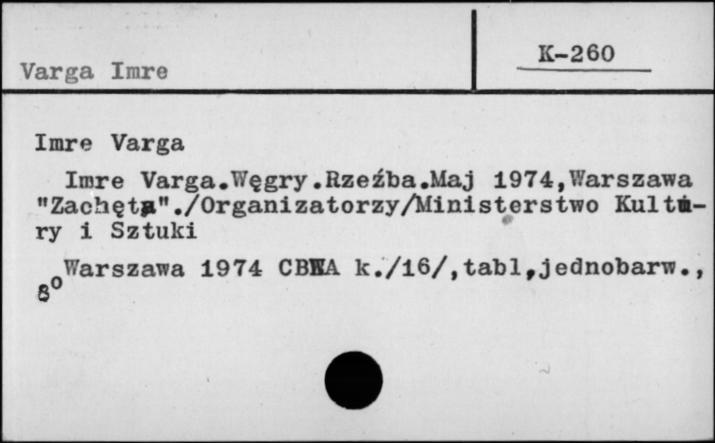 Varga Imre
K-260
Imre Varga
Imre Varga.Węgry.Rzeźba.Maj 1974,Warszawa
"Zachęta"./Organizatorzy/Ministerstwo Kultu-
ry i Sztuki
Warszawa 1974 CBWA k./16/,tabl,jednobarw.,
8°